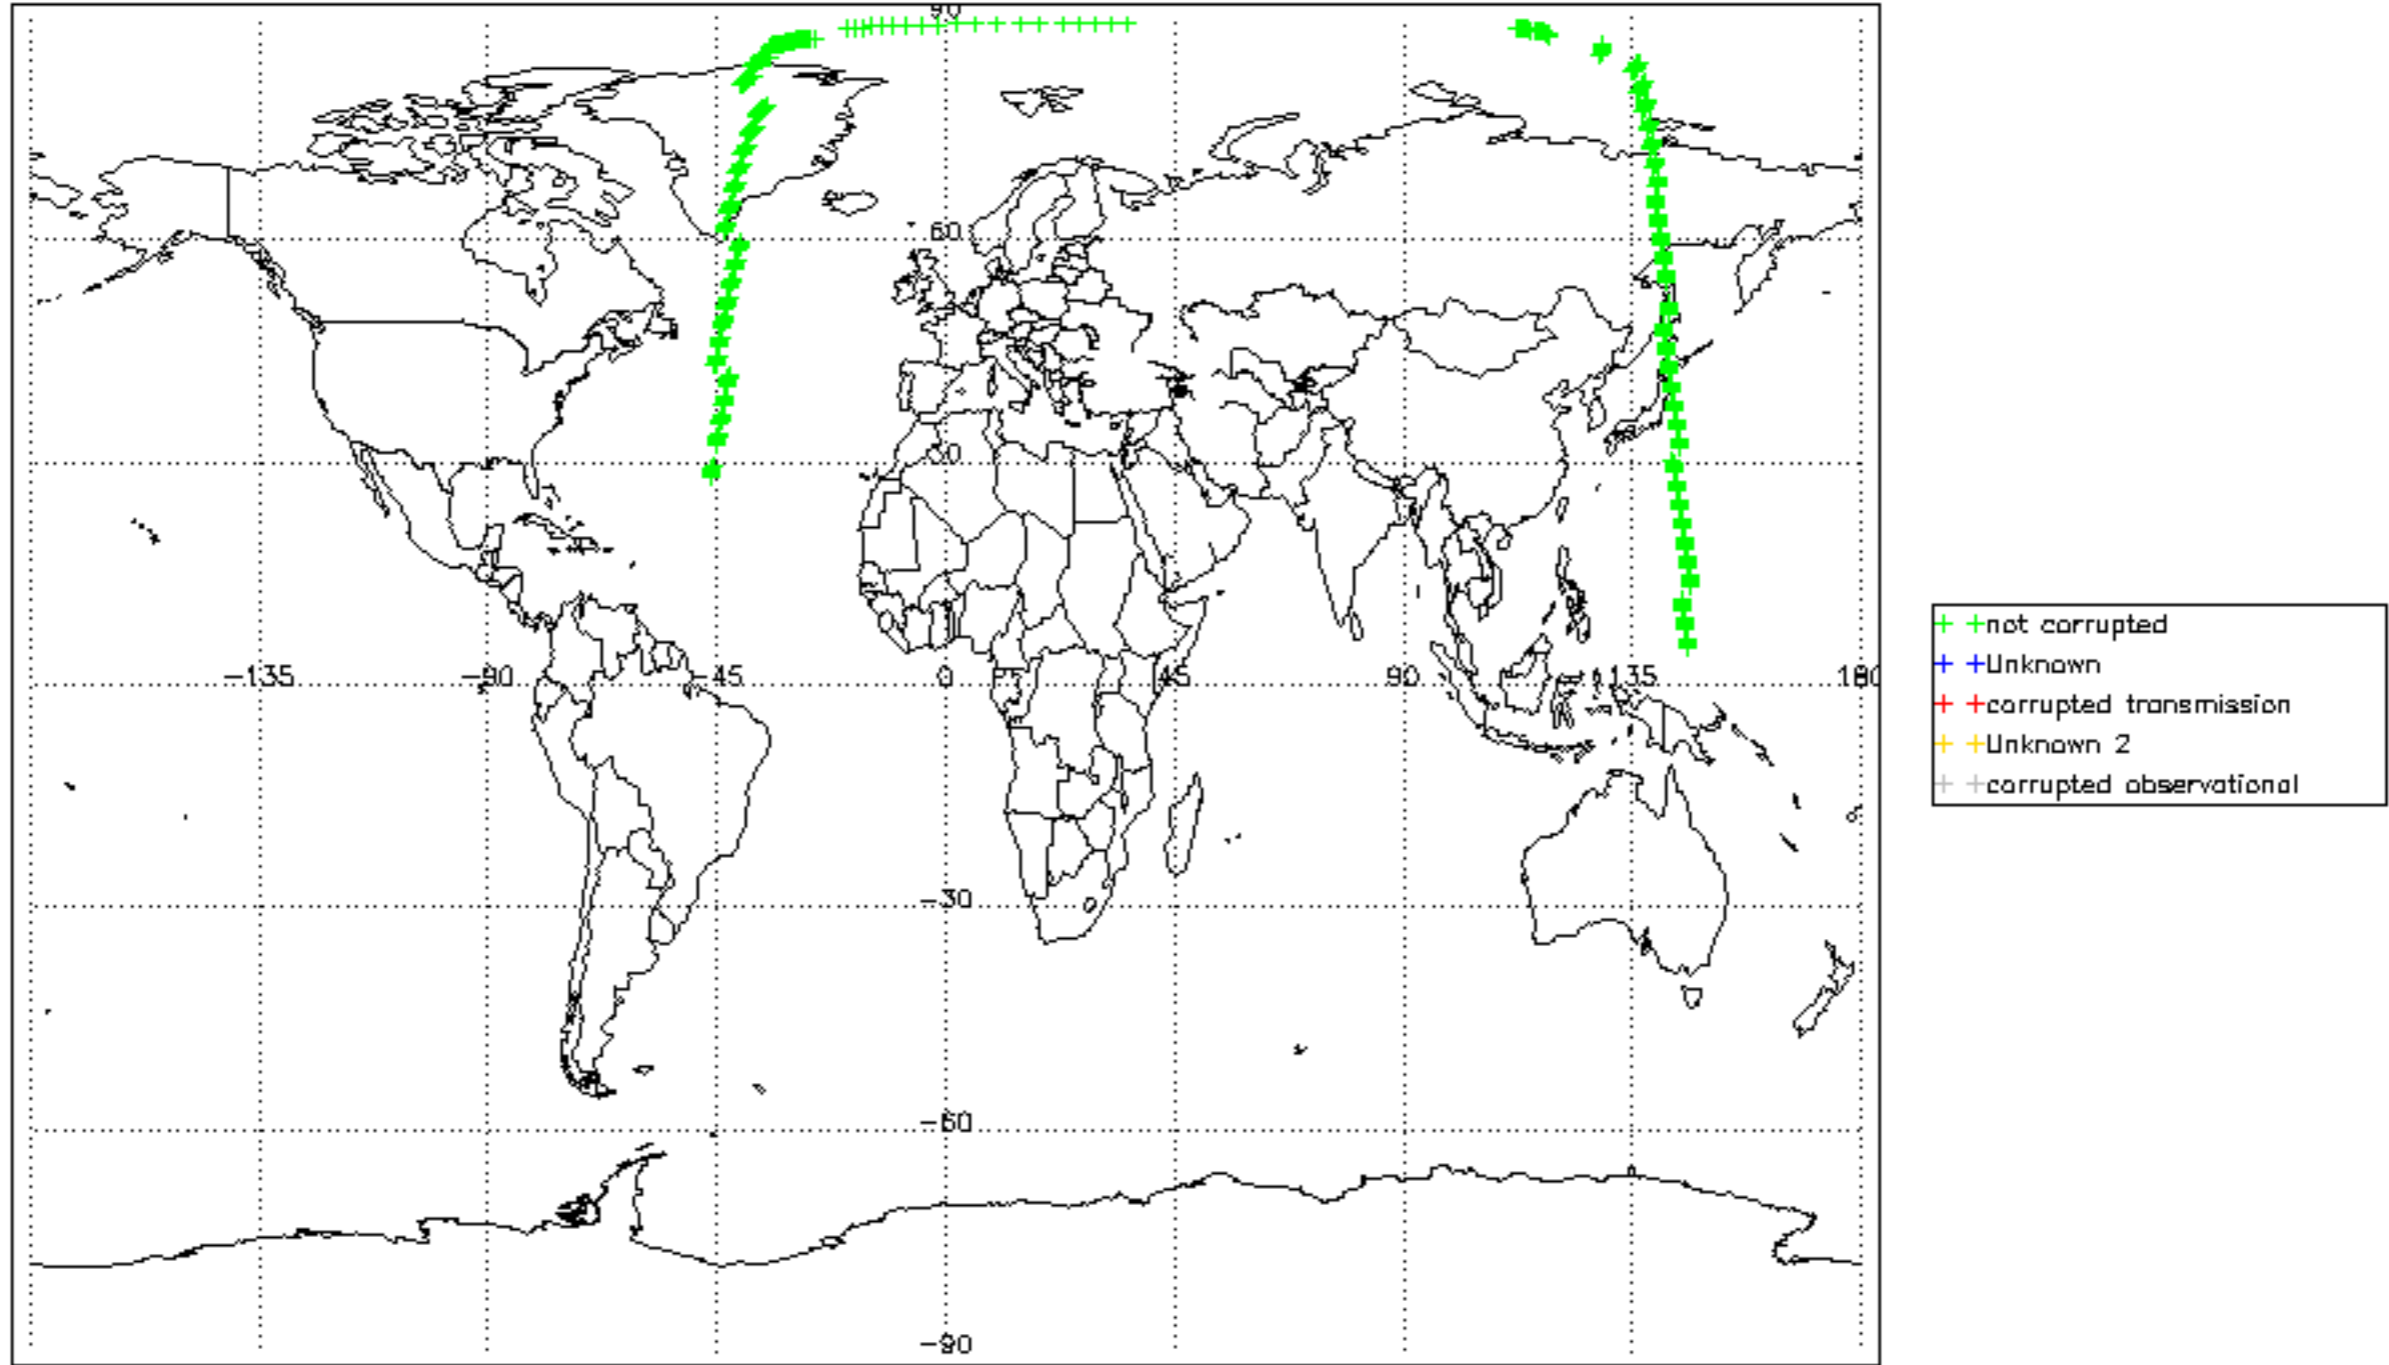 90
60
30
-135 -90 -45 0 45 90 135 180
-30
-60
-90
not corrupted
Unknown
corrupted transmission
Unknown 2
corrupted observational